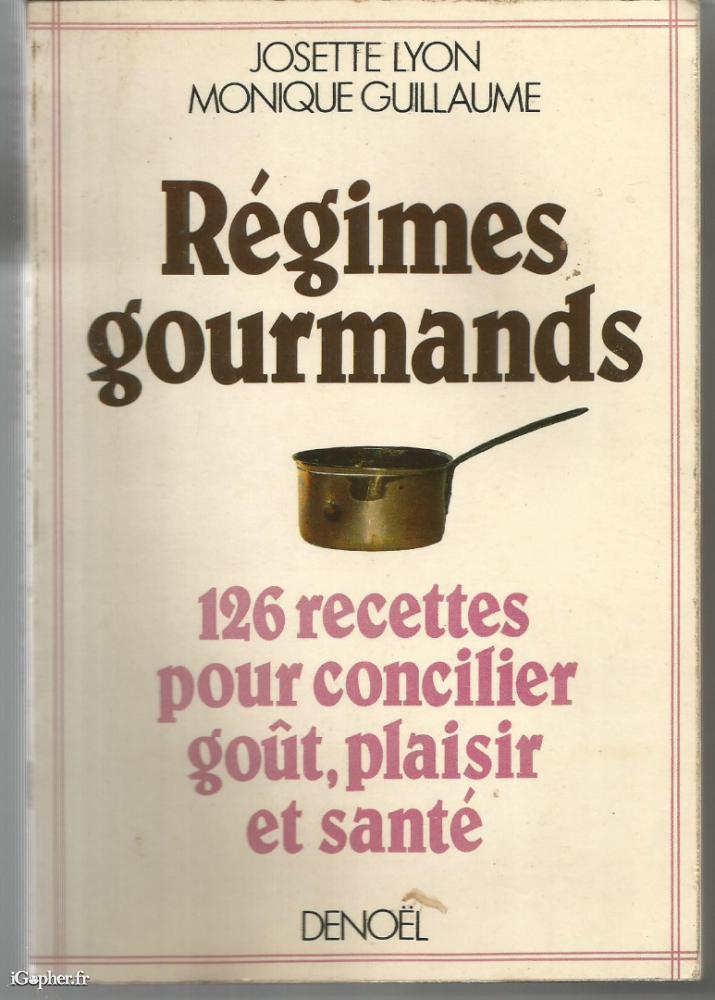 JOSETTE LYON
MONIQUE GUILLAUME
Régimes
gourmands
126 recettes
pour concilier
goût, plaisir
et santé
DENOËL
iGopher.fr